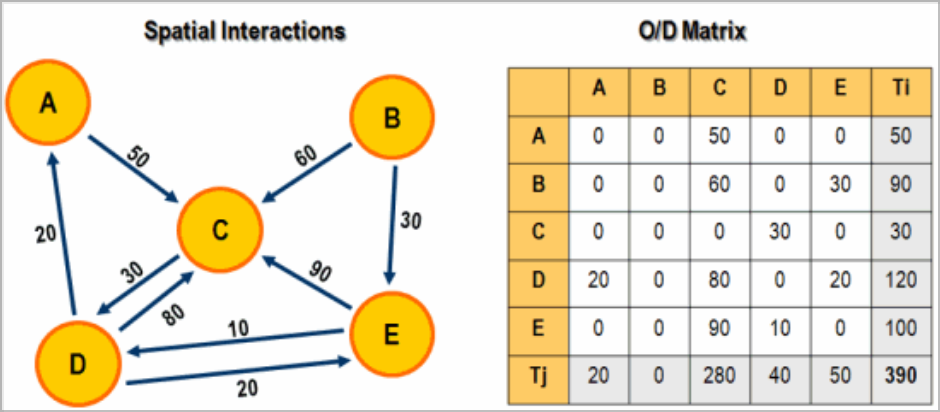 Spatial Interactions
A
B
50
60
C
20
30
30
80
90
10
D
E
20
O/D Matrix
A B C D E Ti
A 0 0 50 0 0 50
B 0 0 60 0 30 90
C 0 0 0 30 0 30
D 20 0 80 0 20 120
E 0 0 90 10 0 100
Tj 20 0 280 40 50 390